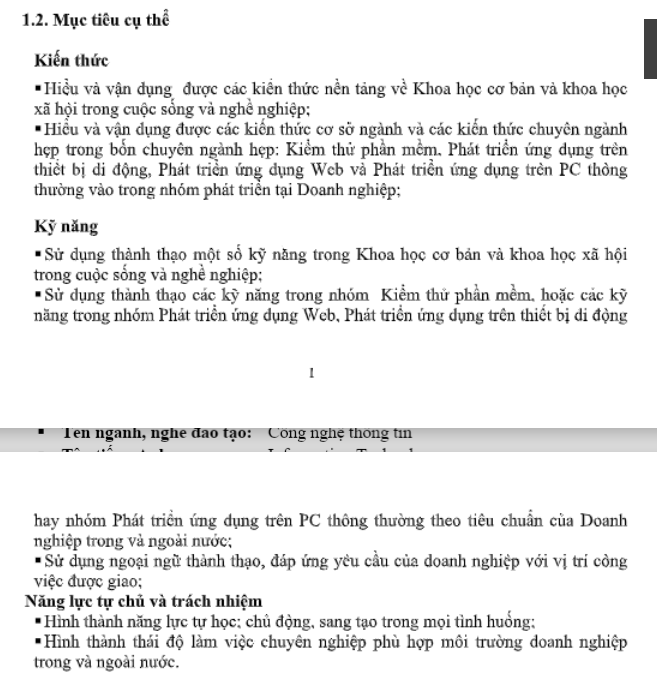 1.2. Mục tiêu cụ thể
Kiến thức
▪Hiểu và vận dụng được các kiến thức nền tảng về Khoa học cơ bản và khoa học
xã hội trong cuộc sống và nghề nghiệp;
▪Hiểu và vận dụng được các kiến thức cơ sở ngành và các kiến thức chuyên ngành
hẹp trong bốn chuyên ngành hẹp: Kiểm thử phần mềm, Phát triển ứng dụng trên
thiết bị di động, Phát triển ứng dụng Web và Phát triển ứng dụng trên PC thông
thường vào trong nhóm phát triển tại Doanh nghiệp;
Kỹ năng
▪Sử dụng thành thạo một số kỹ năng trong Khoa học cơ bản và khoa học xã hội
trong cuộc sống và nghề nghiệp;
▪Sử dụng thành thạo các kỹ năng trong nhóm Kiểm thử phần mềm, hoặc các kỹ
năng trong nhóm Phát triển ứng dụng Web, Phát triển ứng dụng trên thiết bị di động
1
▪ Tên ngành, nghề đào tạo: Công nghệ thông tin
hay nhóm Phát triển ứng dụng trên PC thông thường theo tiêu chuẩn của Doanh
nghiệp trong và ngoài nước;
▪Sử dụng ngoại ngữ thành thạo, đáp ứng yêu cầu của doanh nghiệp với vị trí công
việc được giao;
Năng lực tự chủ và trách nhiệm
▪Hình thành năng lực tự học; chủ động, sang tạo trong mọi tình huống;
▪Hình thành thái độ làm việc chuyên nghiệp phù hợp môi trường doanh nghiệp
trong và ngoài nước.